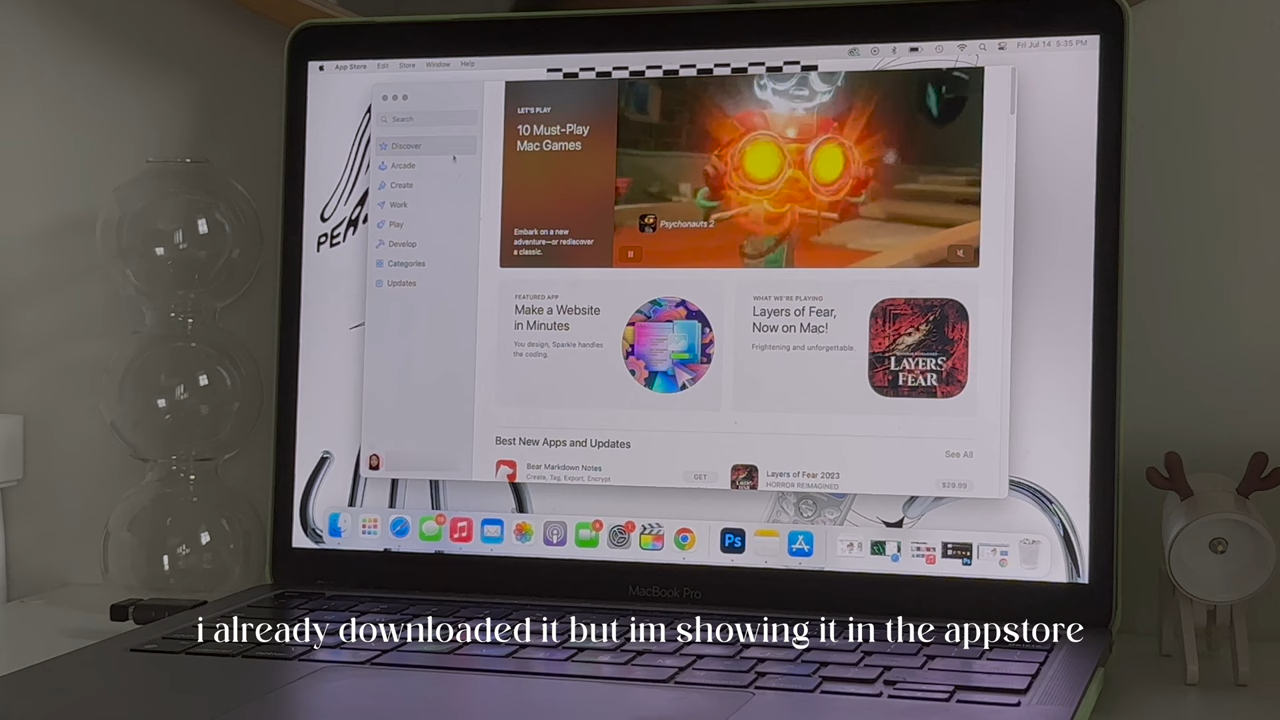 App Store Edit Store Window Help
Fri Jul 14 5:35 PM
Search
Discover
Arcade
Create
Work
Play
Develop
Categories
Updates
LET'S PLAY
10 Must-Play
Mac Games
Embark on a new
adventure—or rediscover
a classic.
Psychonauts 2
FEATURED APP
Make a Website
in Minutes
You design, Sparkle handles
the coding.
WHAT WE'RE PLAYING
Layers of Fear,
Now on Mac!
Frightening and unforgettable.
LAYERS
OF FEAR
Best New Apps and Updates
See All
Bear Markdown Notes
Create, Tag, Export, Encrypt
GET
Layers of Fear 2023
HORROR REIMAGINED
$29.99
Ps
MacBook Pro
i already downloaded it but im showing it in the appstore